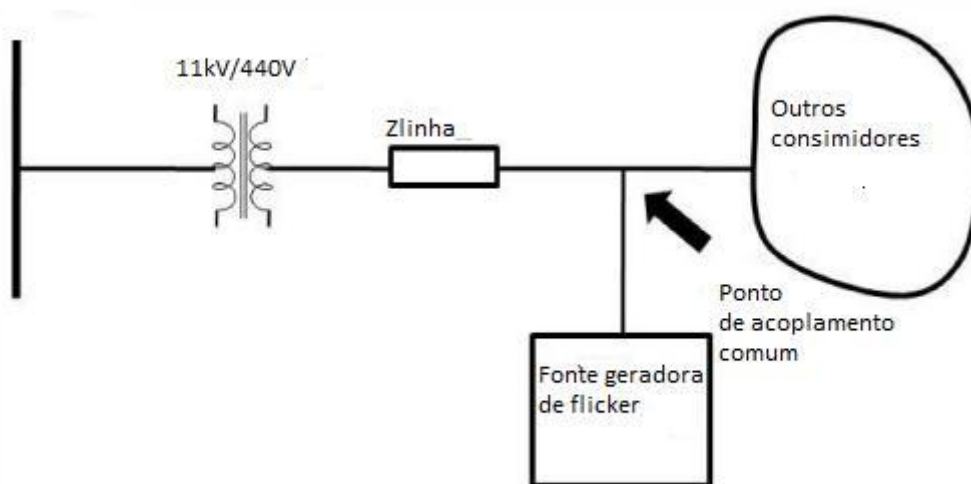 11kV/440V
Zlinha_
Outros
consimidores
Ponto
de acoplamento
comum
Fonte geradora
de flicker